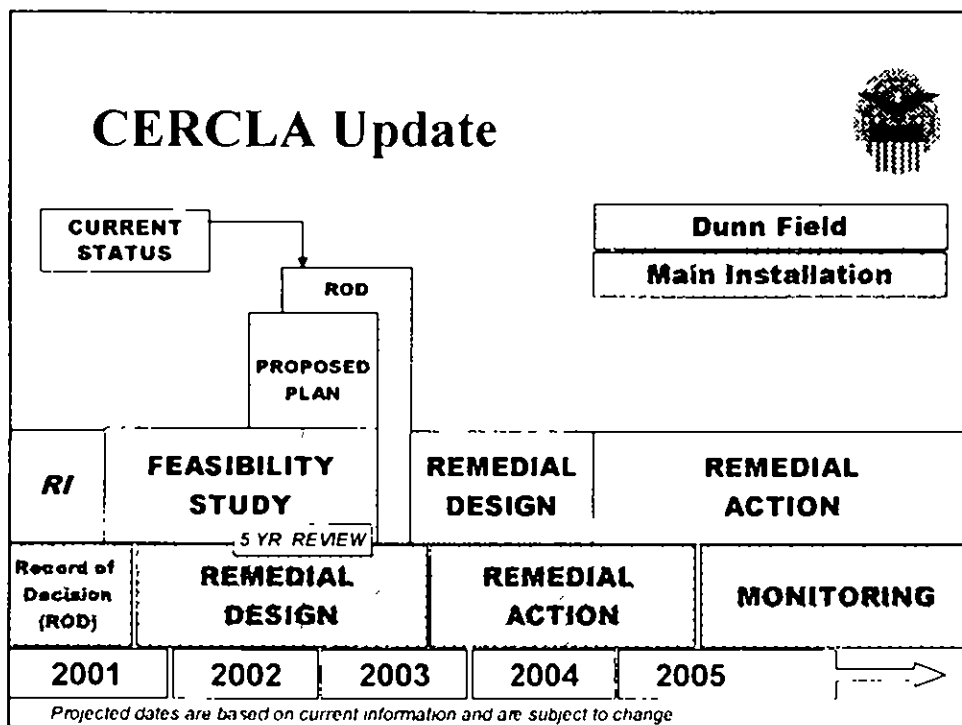 CERCLA Update
CURRENT
STATUS
Dunn Field
Main Installation
ROD
PROPOSED
PLAN
RI
FEASIBILITY
STUDY
REMEDIAL
DESIGN
REMEDIAL
ACTION
5 YR REVIEW
Record of
Decision
(ROD)
REMEDIAL
DESIGN
REMEDIAL
ACTION
MONITORING
2001
2002
2003
2004
2005
Projected dates are based on current information and are subject to change